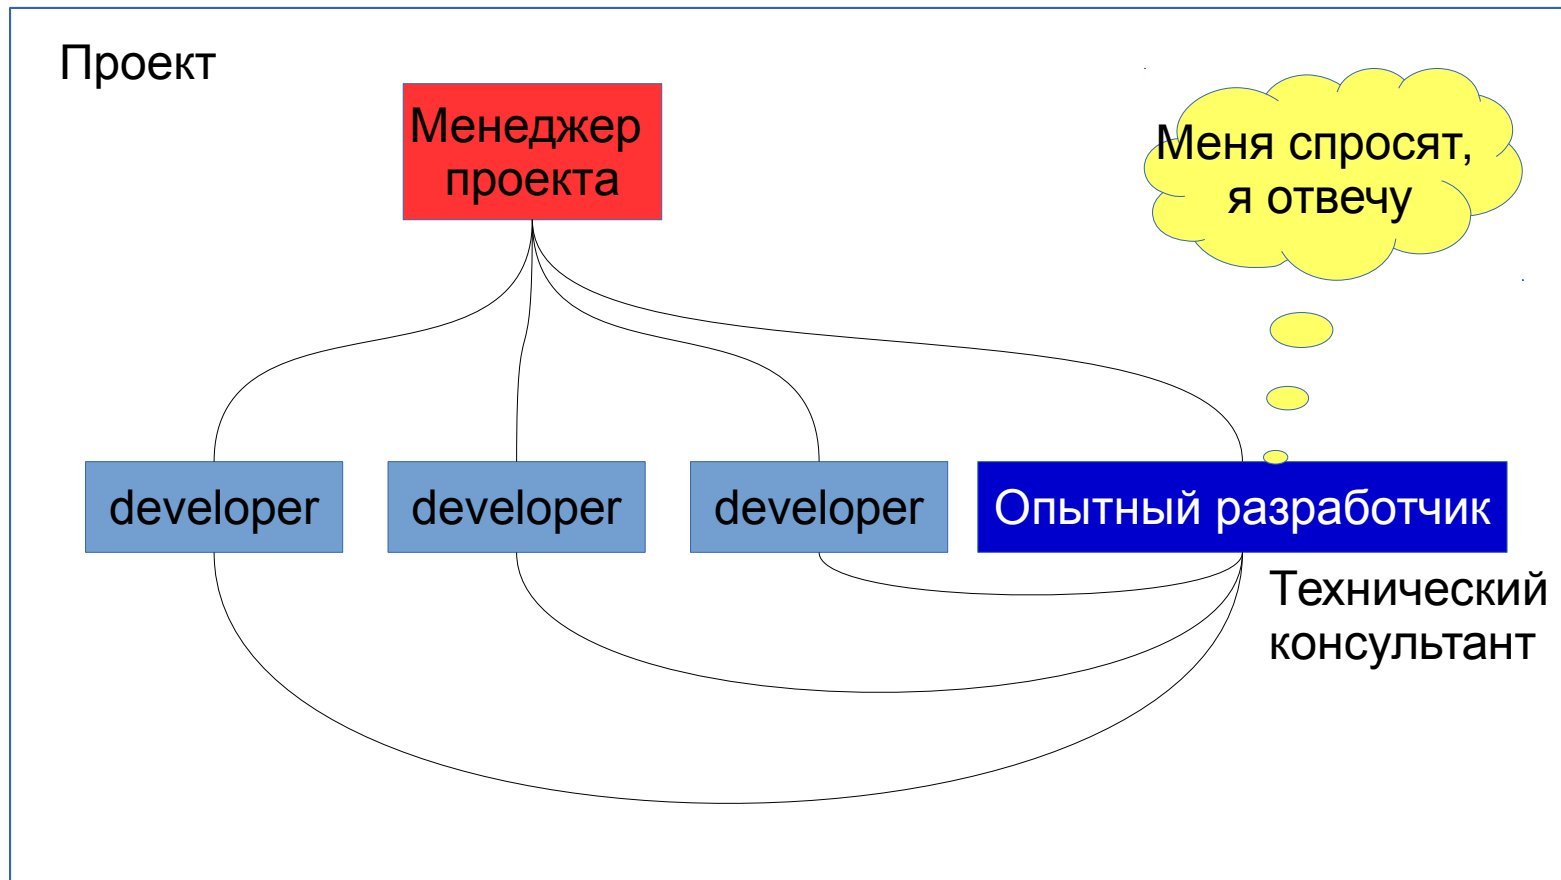 Проект
Менеджер
проекта
Меня спросят,
я отвечу
developer
developer
developer
Опытный разработчик
Технический
консультант